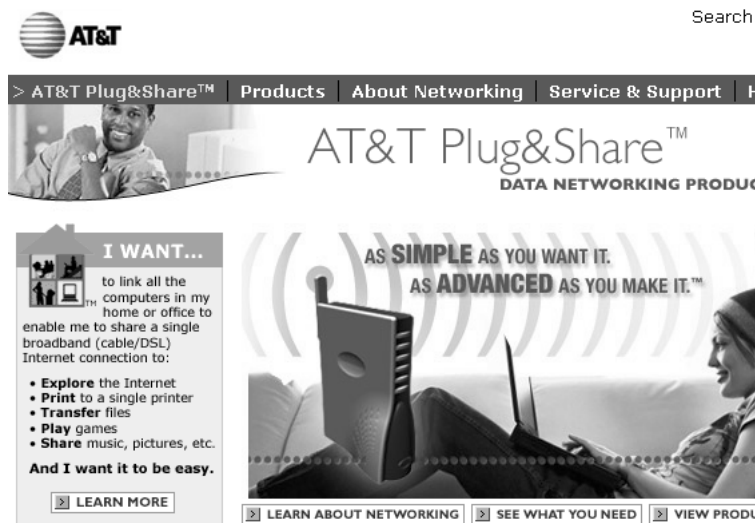 AT&T
Search
> AT&T Plug&Share™ Products About Networking Service & Support
AT&T Plug&Share™
DATA NETWORKING
I WANT...
to link all the
computers in my
home or office to
enable me to share a single
broadband (cable/DSL)
Internet connection to:
• Explore the Internet
• Print to a single printer
• Transfer files
• Play games
• Share music, pictures, etc.
And I want it to be easy.
LEARN MORE
TM
AS SIMPLE AS YOU WANT IT.
AS ADVANCED AS YOU MAKE IT.™
LEARN ABOUT NETWORKING SEE WHAT YOU NEED VIEW